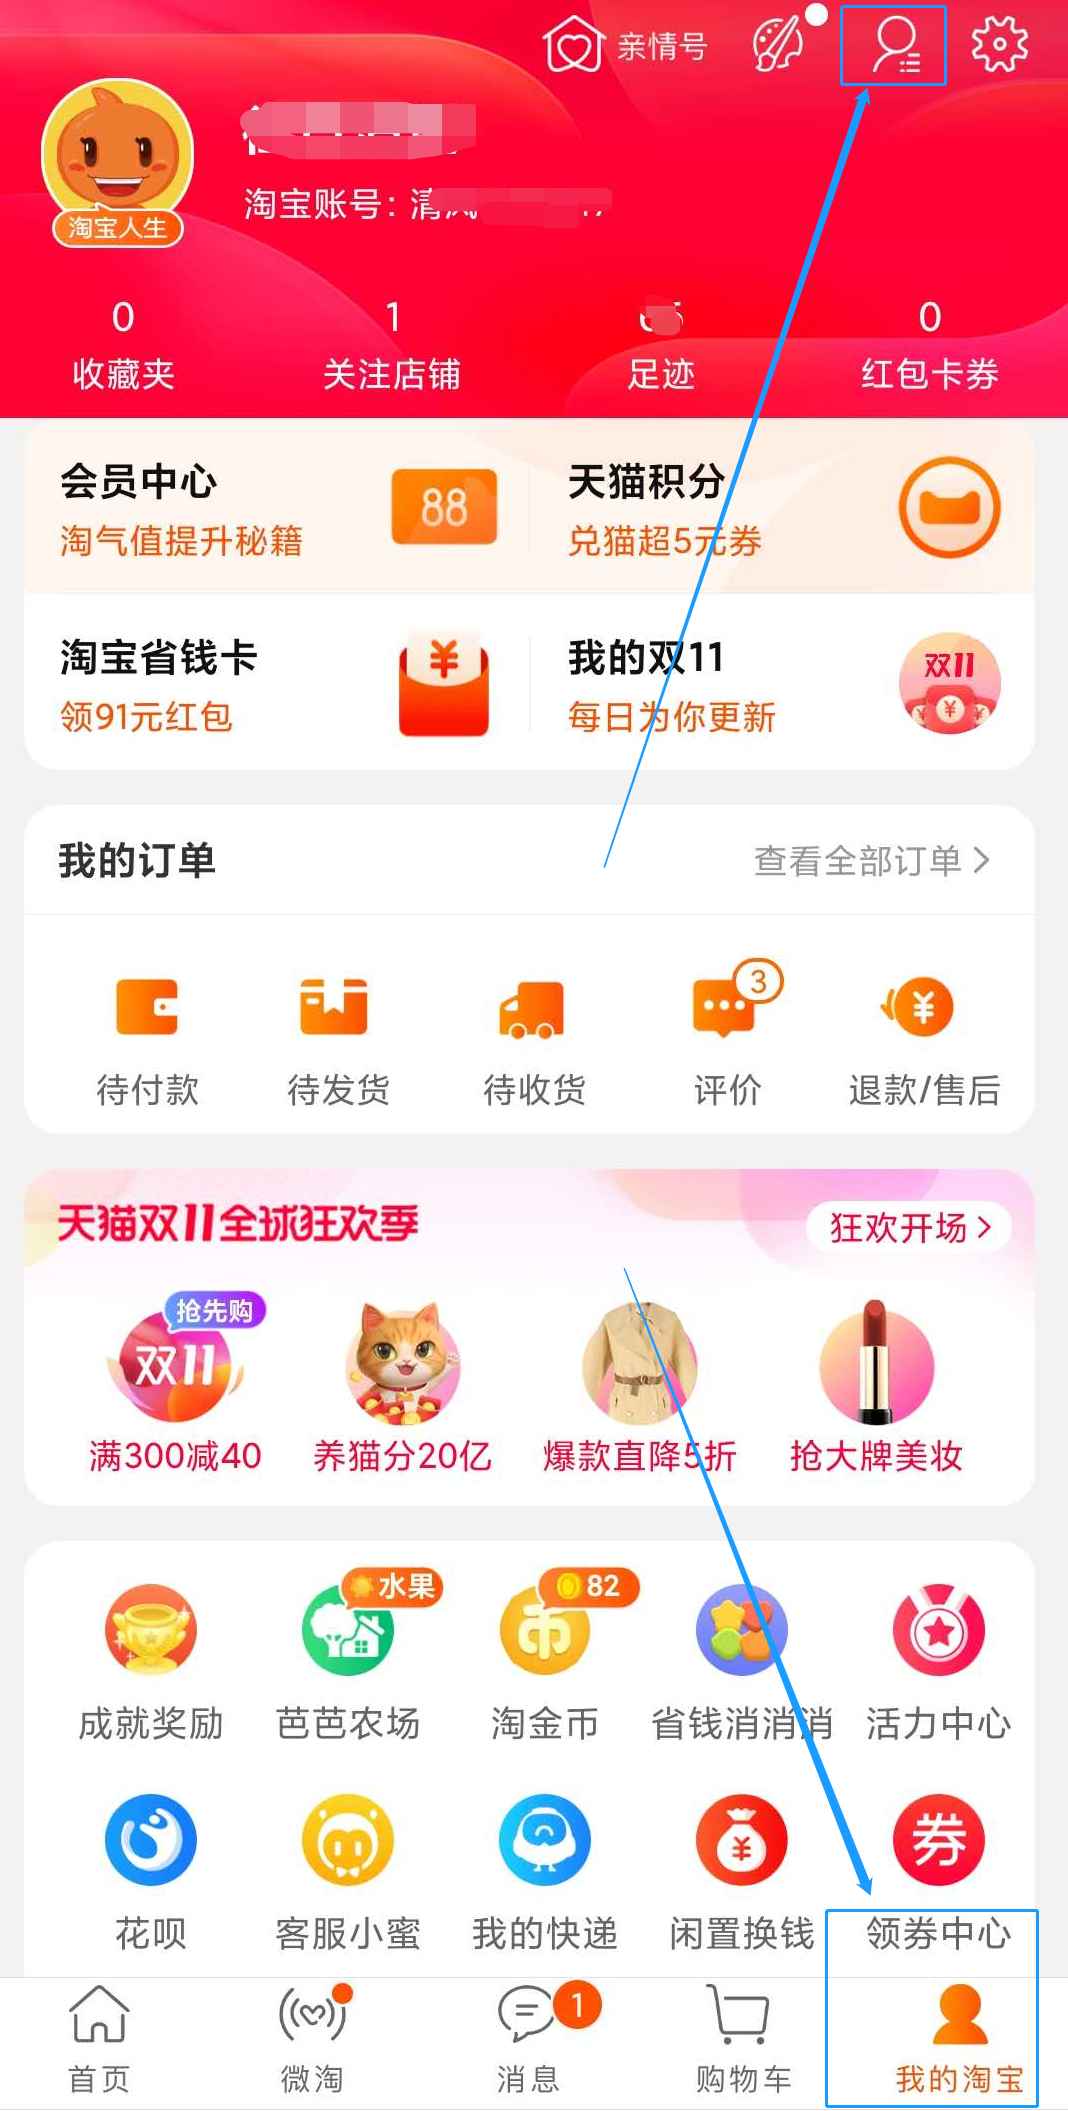 亲情号
淘宝人生
淘宝账号：清风
0
1
0
收藏夹
关注店铺
足迹
红包卡券
会员中心
淘气值提升秘籍
88
天猫积分
兑猫超5元券
淘宝省钱卡
领91元红包
¥
我的双11
每日为你更新
双11
¥ ¥ ¥
我的订单
查看全部订单
3
¥
待付款
待发货
待收货
评价
退款/售后
天猫双11全球狂欢季
狂欢开场
抢先购
双11
满300减40
养猫分20亿
爆款直降5折
抢大牌美妆
水果
82
币
成就奖励
芭芭农场
淘金币
省钱消消消
活力中心
¥
券
花呗
客服小蜜
我的快递
闲置换钱
领券中心
1
首页
微淘
消息
购物车
我的淘宝